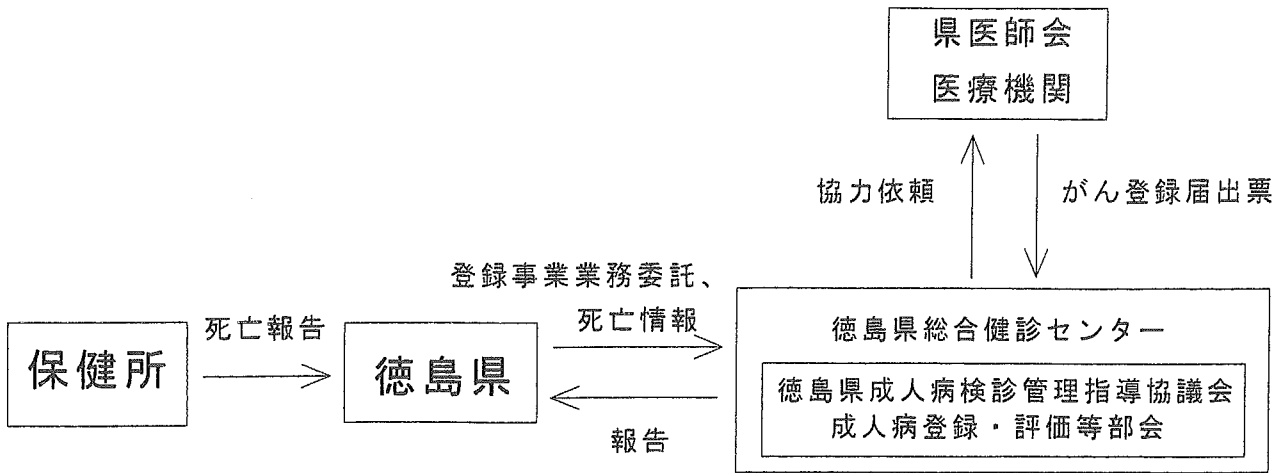 県医師会
医療機関
協力依頼
がん登録届出票
登録事業業務委託、
死亡情報
死亡報告
保健所
徳島県
報告
徳島県総合健診センター
徳島県成人病検診管理指導協議会
成人病登録・評価等部会